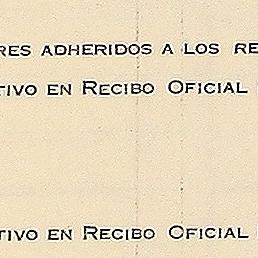 RES ADHERIDOS A LOS RE
TIVO EN RECIBO OFICIAL
TIVO EN RECIBO OFICIAL